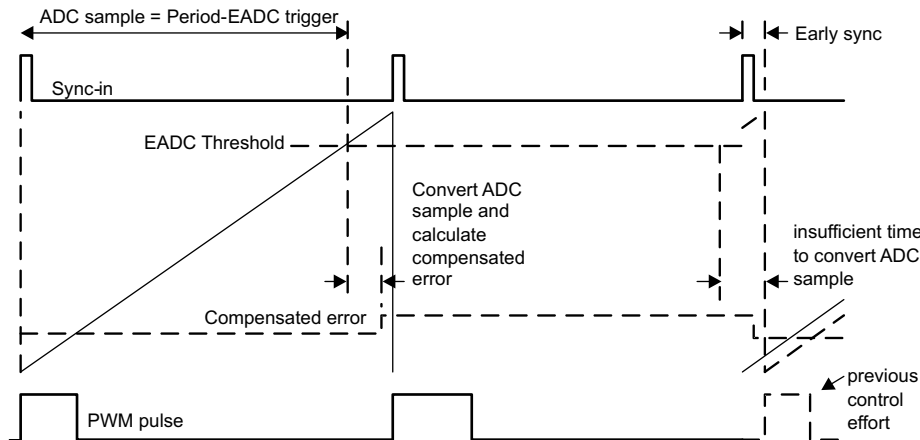 ADC sample = Period-EADC trigger
Early sync
Sync-in
EADC Threshold
Convert ADC
sample and
calculate
compensated
error
insufficient time
to convert ADC
sample
Compensated error
PWM pulse
previous
control
effort